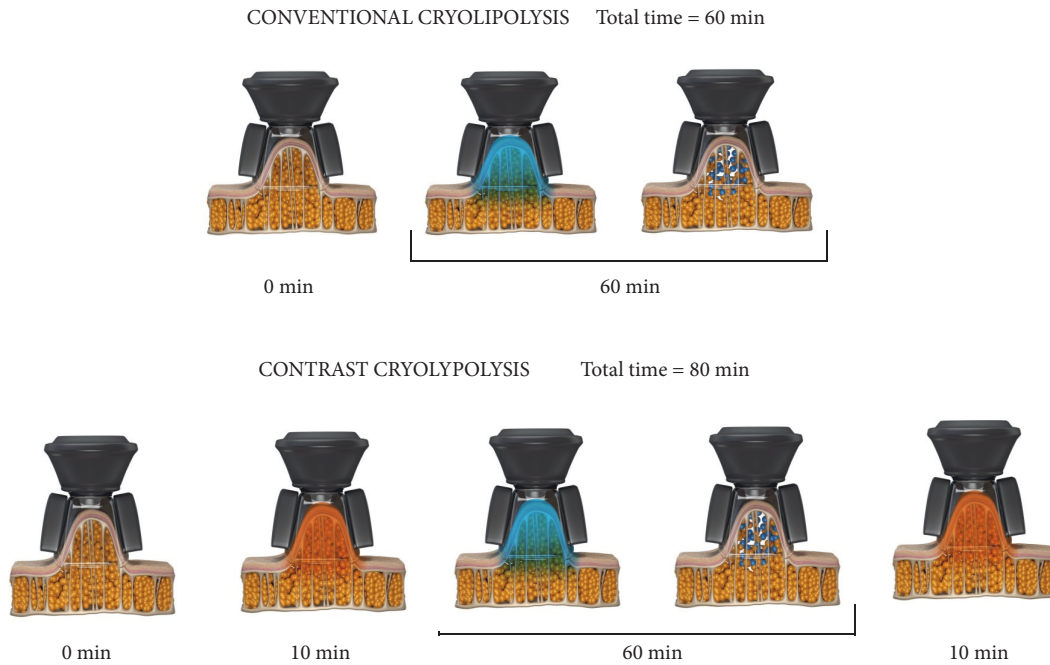 CONVENTIONAL CRYOLIPOLYSIS Total time = 60 min
0 min 60 min
CONTRAST CRYOLYPOLYSIS Total time = 80 min
0 min 10 min 60 min 10 min